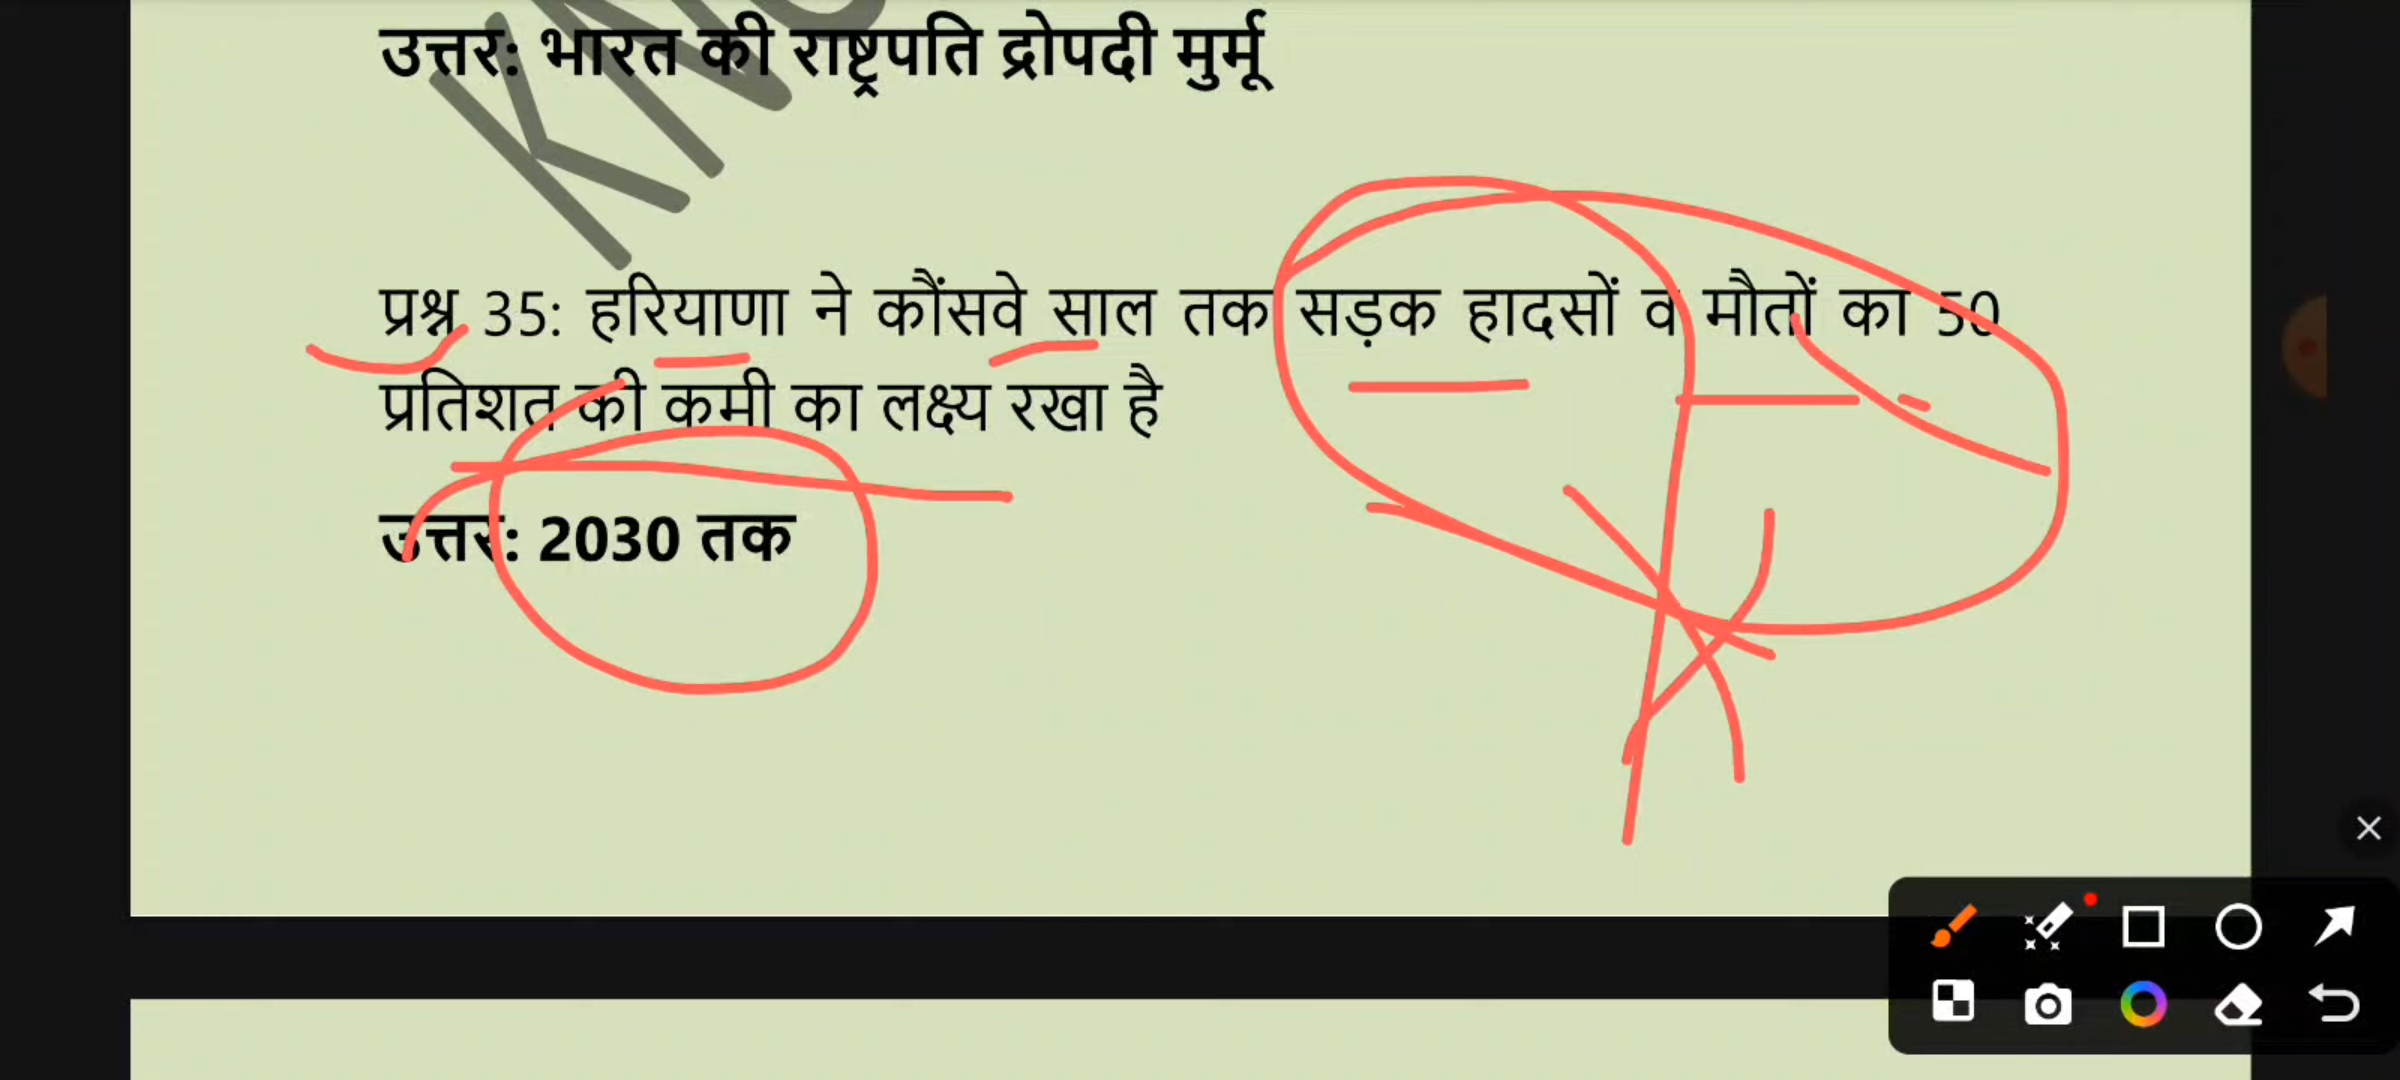 उत्तर: भारत की राष्ट्रपति द्रोपदी मुर्मू
प्रश्न 35: हरियाणा ने कौंसवे साल तक सड़क हादसों व मौतों का 50
प्रतिशत की कमी का लक्ष्य रखा है
उत्तर: 2030 तक